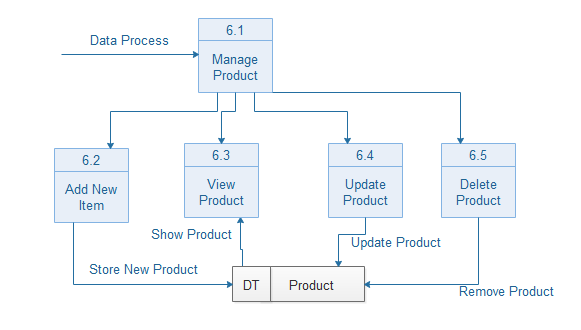 6.1
Data Process
Manage
Product
6.2
6.3
6.4
6.5
Add New
Item
View
Product
Update
Product
Delete
Product
Show Product
Update Product
Store New Product
DT
Product
Remove Product